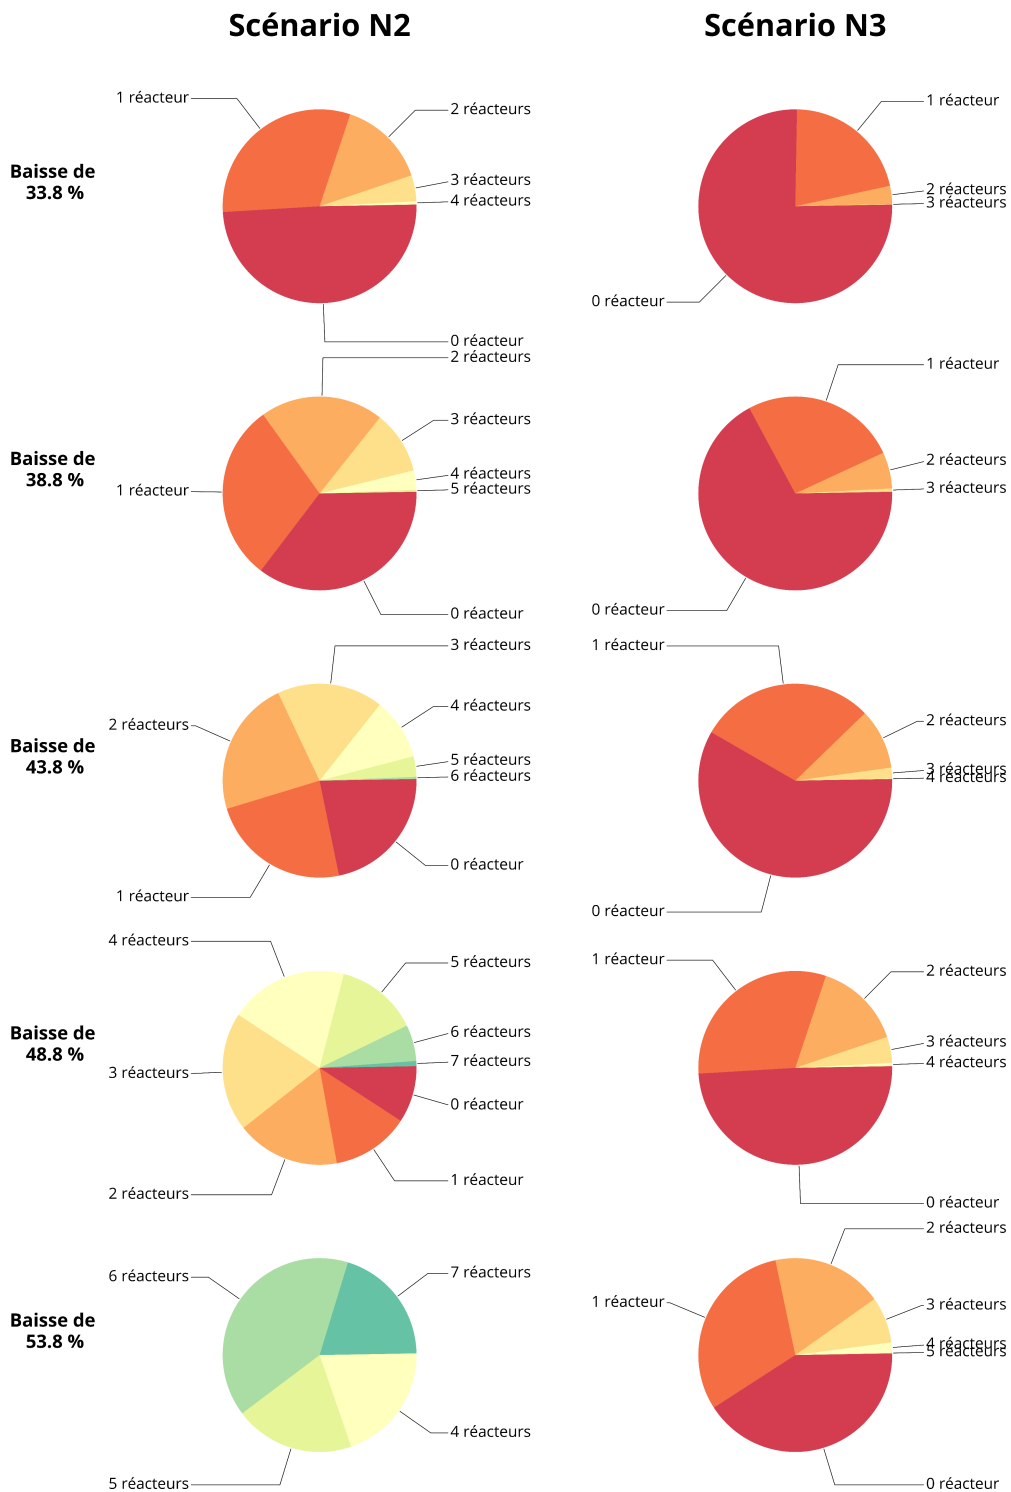 Scénario N2
Scénario N3
Baisse de
33.8 %
1 réacteur
2 réacteurs
3 réacteurs
4 réacteurs
0 réacteur
1 réacteur
2 réacteurs
3 réacteurs
0 réacteur
Baisse de
38.8 %
2 réacteurs
3 réacteurs
4 réacteurs
5 réacteurs
1 réacteur
0 réacteur
1 réacteur
2 réacteurs
3 réacteurs
0 réacteur
Baisse de
43.8 %
3 réacteurs
2 réacteurs
4 réacteurs
5 réacteurs
6 réacteurs
0 réacteur
1 réacteur
1 réacteur
2 réacteurs
3 réacteurs
4 réacteurs
0 réacteur
Baisse de
48.8 %
4 réacteurs
5 réacteurs
6 réacteurs
7 réacteurs
3 réacteurs
0 réacteur
1 réacteur
2 réacteurs
1 réacteur
2 réacteurs
3 réacteurs
4 réacteurs
0 réacteur
Baisse de
53.8 %
6 réacteurs
7 réacteurs
4 réacteurs
5 réacteurs
2 réacteurs
1 réacteur
3 réacteurs
4 réacteurs
5 réacteurs
0 réacteur